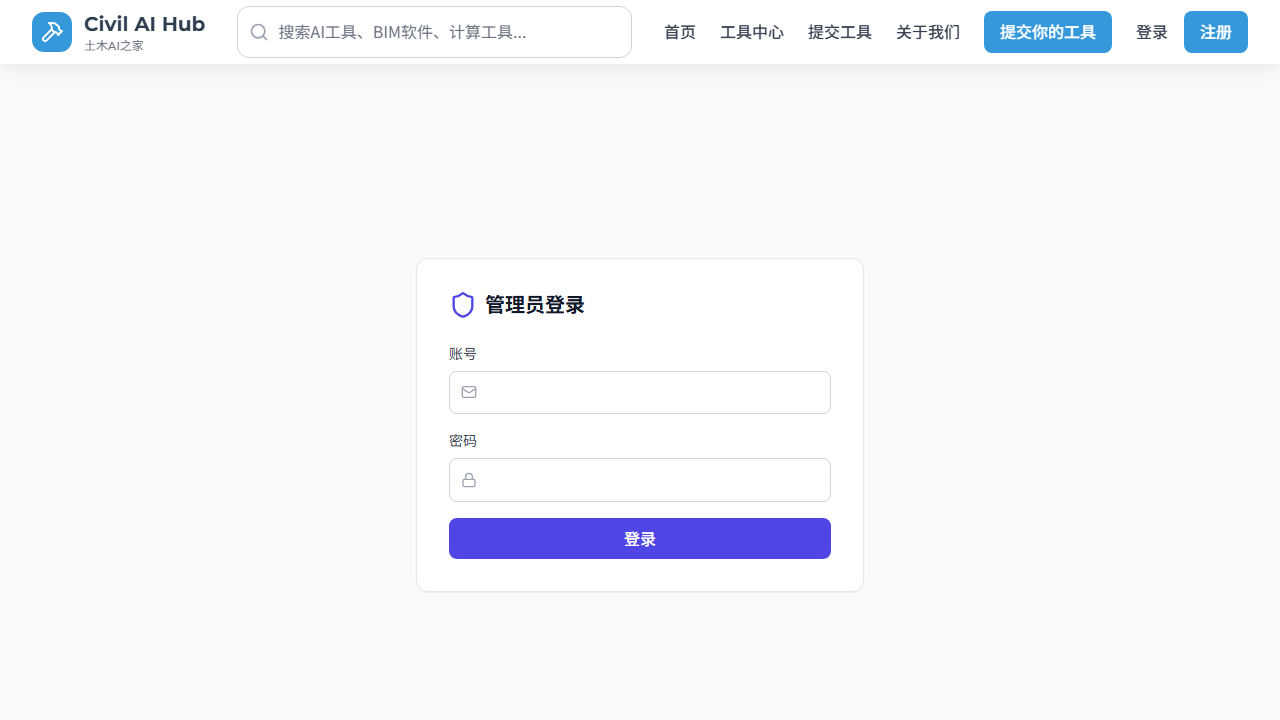 Civil AI Hub
土木AI之家
搜索AI工具、BIM软件、计算工具...
首页
工具中心
提交工具
关于我们
提交你的工具
登录
注册
管理员登录
账号
密码
登录